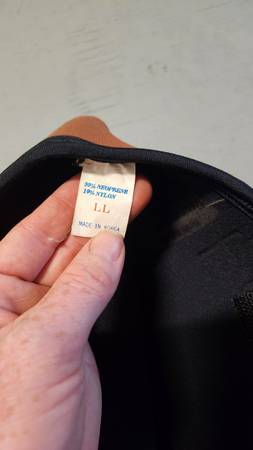 90% NEOPRENE
10% NYLON
LL
MADE IN KOREA